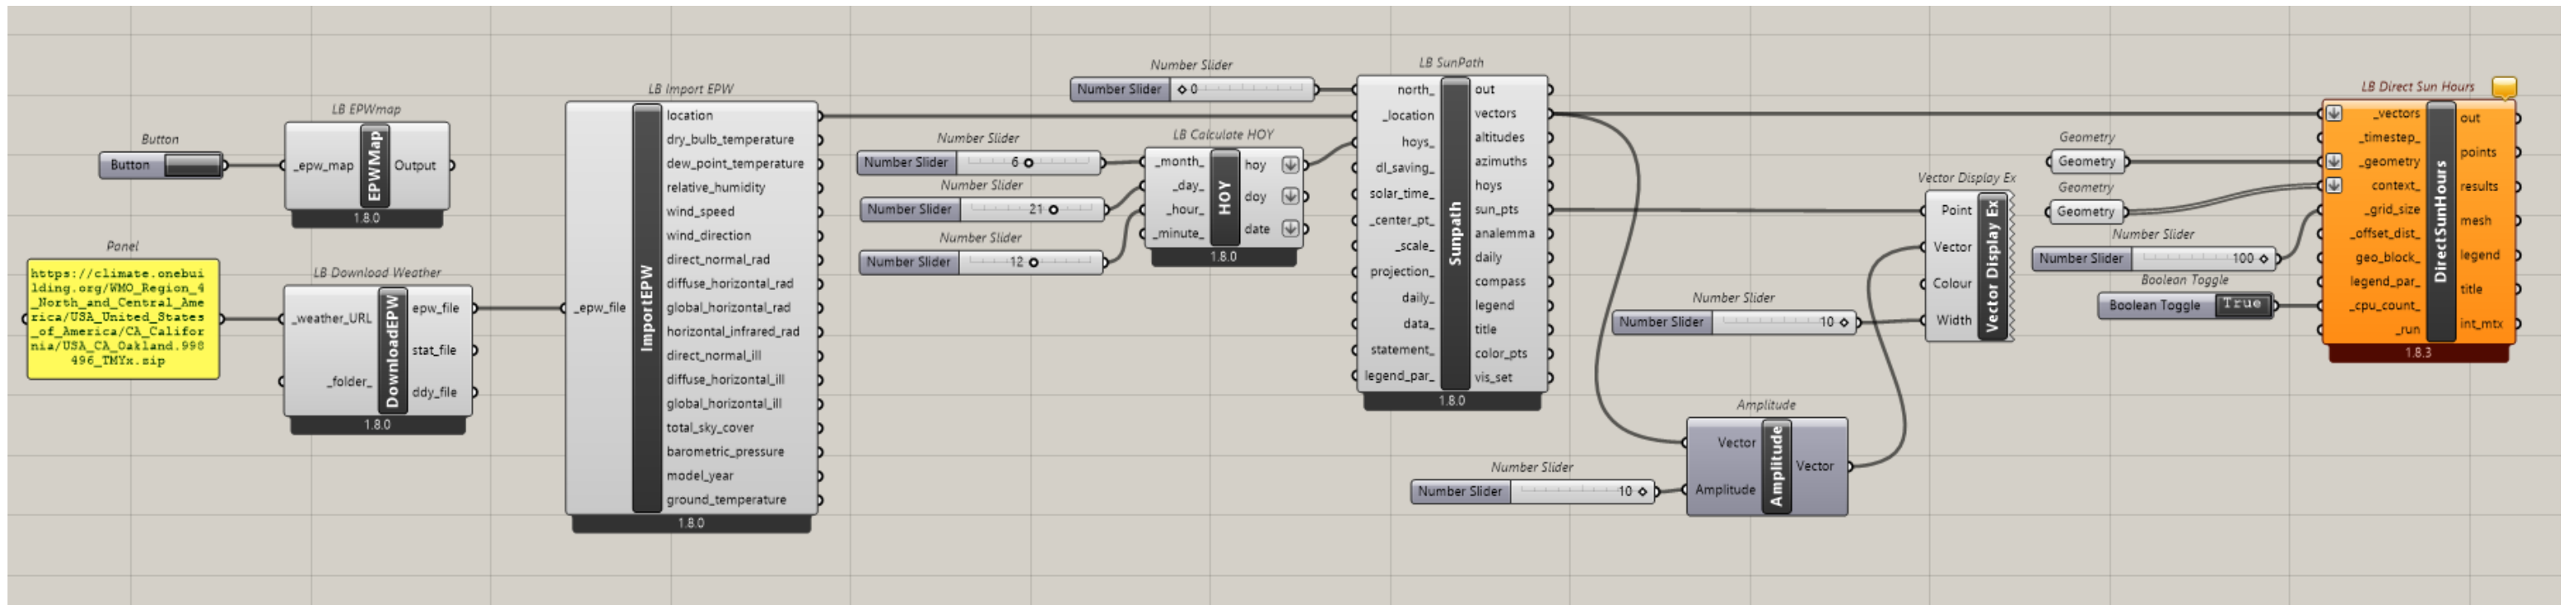 Button
Button
LB EPWmap
_epw_map
EPWMap
Output
1.8.0
Panel
https://climate.onebui
lding.org/WMO_Region_4
_North_and_Central_Ame
rica/USA_United_States
_of_America/CA_Califor
nia/USA_CA_Oakland.998
496_TMYx.zip
LB Download Weather
_weather_URL
_folder_
DownloadEPW
epw_file
stat_file
ddy_file
1.8.0
LB Import EPW
_epw_file
ImportEPW
location
dry_bulb_temperature
dew_point_temperature
relative_humidity
wind_speed
wind_direction
direct_normal_rad
diffuse_horizontal_rad
global_horizontal_rad
horizontal_infrared_rad
direct_normal_ill
diffuse_horizontal_ill
global_horizontal_ill
total_sky_cover
barometric_pressure
model_year
ground_temperature
1.8.0
Number Slider
Number Slider 0
Number Slider
Number Slider 6
Number Slider
Number Slider 21
Number Slider
Number Slider 12
LB Calculate HOY
_month_
_day_
_hour_
_minute_
HOY
hoy
doy
date
1.8.0
LB SunPath
north_
_location
hoys_
dl_saving_
solar_time_
_center_pt_
_scale_
projection_
daily_
data_
statement_
legend_par_
Sunpath
out
vectors
altitudes
azimuths
hoys
sun_pts
analemma
daily
compass
legend
title
color_pts
vis_set
1.8.0
Number Slider
Number Slider 10
Amplitude
Vector
Amplitude
Amplitude
Vector
Number Slider
Number Slider 10
Vector Display Ex
Point
Vector
Colour
Width
Vector Display Ex
Geometry
Geometry
Geometry
Geometry
Number Slider
Number Slider 100
Boolean Toggle
Boolean Toggle True
LB Direct Sun Hours
_vectors
_timestep_
_geometry
context_
_grid_size
_offset_dist_
geo_block_
legend_par_
_cpu_count_
_run
DirectSunHours
out
points
results
mesh
legend
title
int_mtx
1.8.3